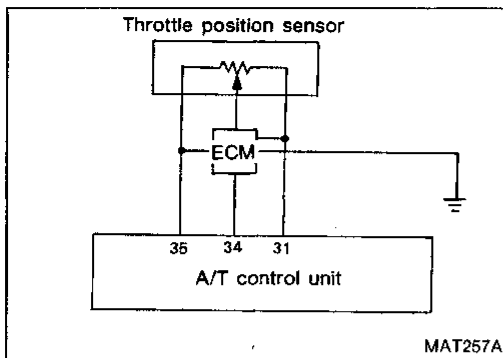 Throttle position sensor
ECM
35 34 31
A/T control unit
MAT257A